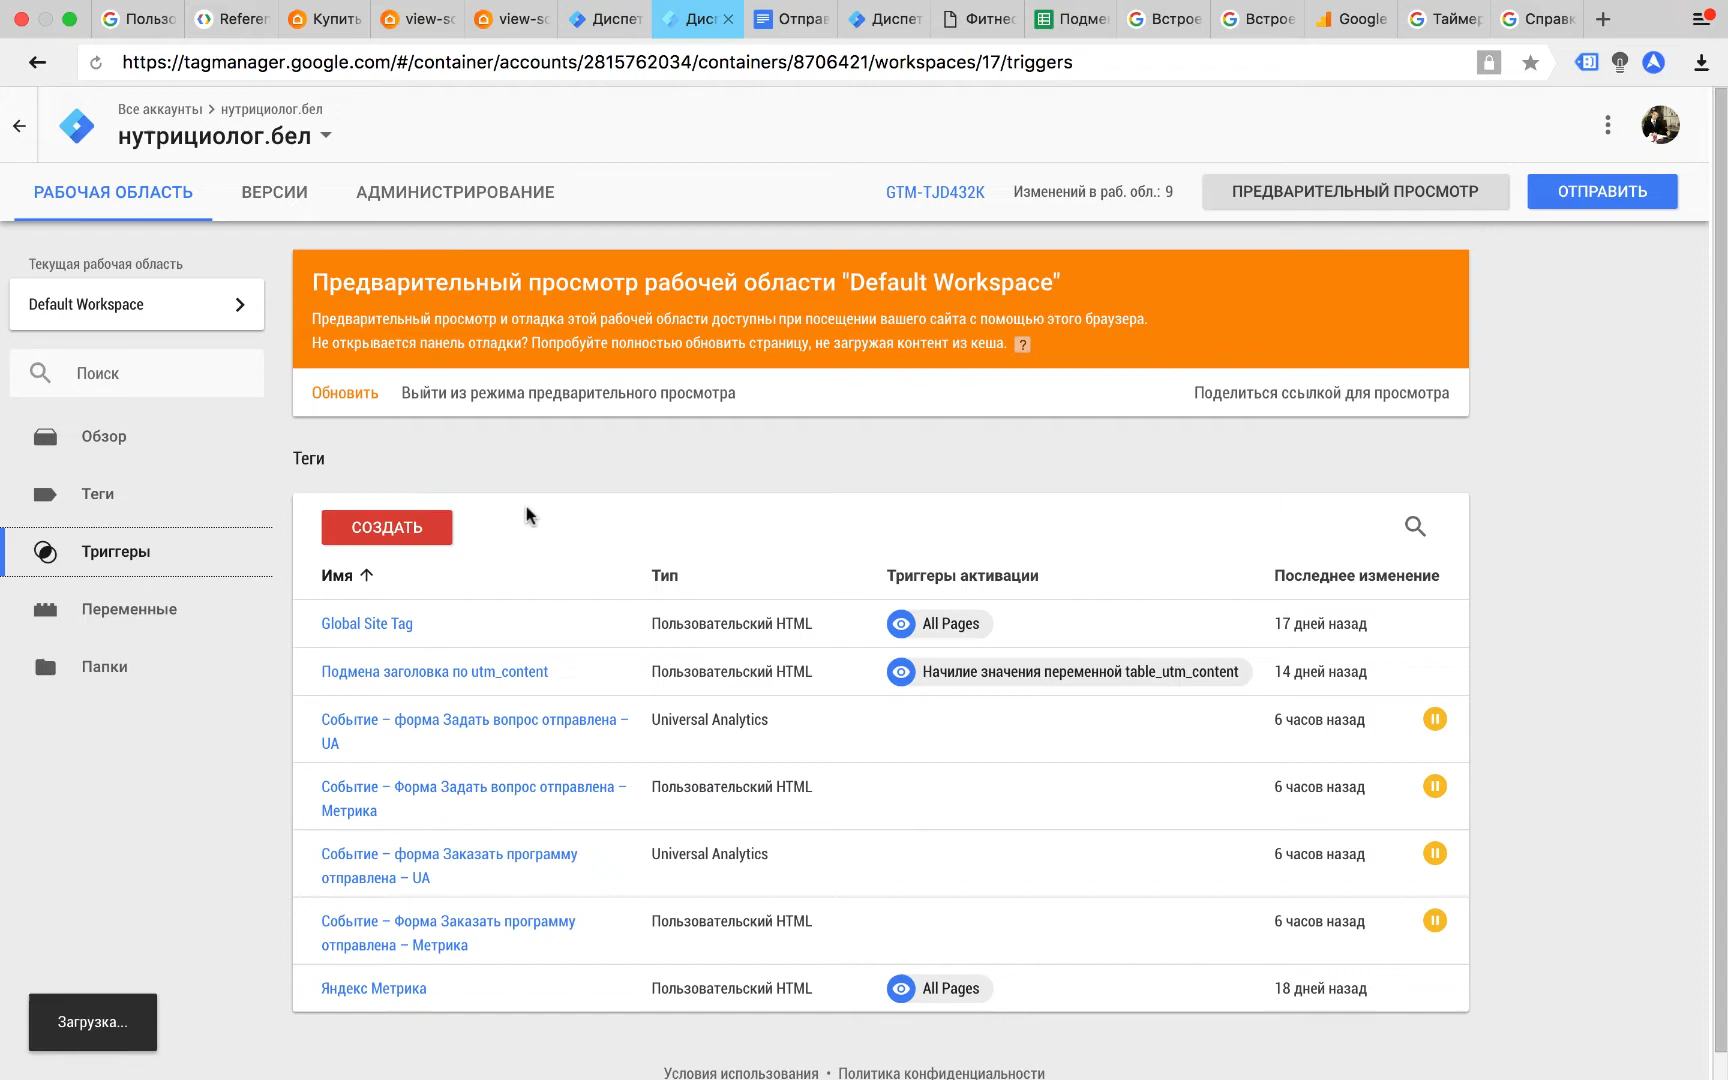 Пользо
Referer
Купить
view-so
view-so
Диспет
Дисп
Отправ
Диспет
Фитнес
Подмен
Встрое
Встрое
Google
Таймер
Справк
https://tagmanager.google.com/#/container/accounts/2815762034/containers/8706421/workspaces/17/triggers
Все аккаунты > нутрициолог.бел
нутрициолог.бел
РАБОЧАЯ ОБЛАСТЬ
ВЕРСИИ
АДМИНИСТРИРОВАНИЕ
GTM-TJD432K
Изменений в раб. обл.: 9
ПРЕДВАРИТЕЛЬНЫЙ ПРОСМОТР
ОТПРАВИТЬ
Текущая рабочая область
Default Workspace
Поиск
Обзор
Теги
Триггеры
Переменные
Папки
Предварительный просмотр рабочей области "Default Workspace"
Предварительный просмотр и отладка этой рабочей области доступны при посещении вашего сайта с помощью этого браузера.
Не открывается панель отладки? Попробуйте полностью обновить страницу, не загружая контент из кеша. ?
Обновить
Выйти из режима предварительного просмотра
Поделиться ссылкой для просмотра
Теги
СОЗДАТЬ
Имя
Тип
Триггеры активации
Последнее изменение
Global Site Tag
Пользовательский HTML
All Pages
17 дней назад
Подмена заголовка по utm_content
Пользовательский HTML
Начилие значения переменной table_utm_content
14 дней назад
Событие – форма Задать вопрос отправлена –
UA
Universal Analytics
6 часов назад
Событие – Форма Задать вопрос отправлена –
Метрика
Пользовательский HTML
6 часов назад
Событие – форма Заказать программу
отправлена – UA
Universal Analytics
6 часов назад
Событие – Форма Заказать программу
отправлена – Метрика
Пользовательский HTML
6 часов назад
Яндекс Метрика
Пользовательский HTML
All Pages
18 дней назад
Загрузка...
Условия использования • Политика конфиденциальности